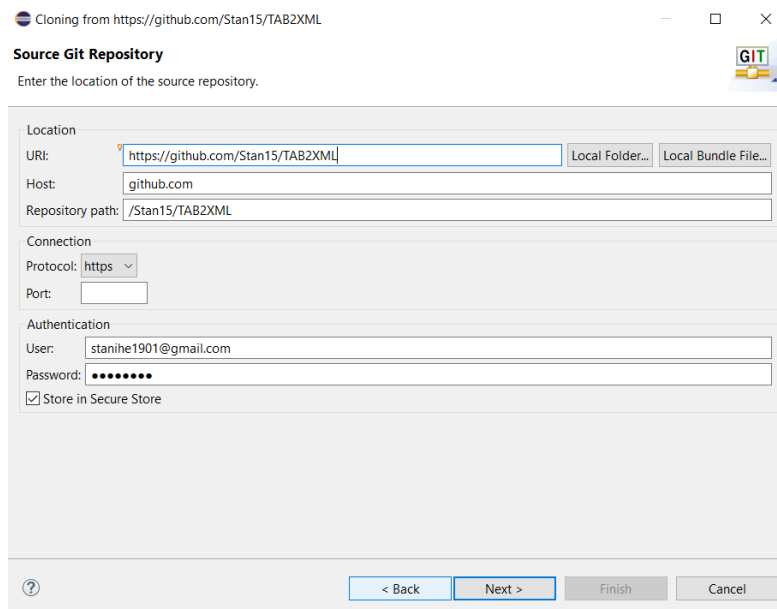 Cloning from https://github.com/Stan15/TAB2XML
Source Git Repository
GIT
Enter the location of the source repository.
Location
URI: https://github.com/Stan15/TAB2XML Local Folder... Local Bundle File...
Host: github.com
Repository path: /Stan15/TAB2XML
Connection
Protocol: https
Port:
Authentication
User: stanihe1901@gmail.com
Password: ●●●●●●●●
Store in Secure Store
? < Back Next > Finish Cancel